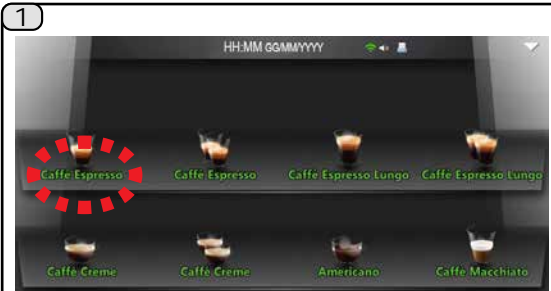 1
HH:MM GG/MM/YYYY
Caffè Espresso Caffè Espresso Caffè Espresso Lungo Caffè Espresso Lungo
Caffè Creme Caffè Creme Americano Caffè Macchiato